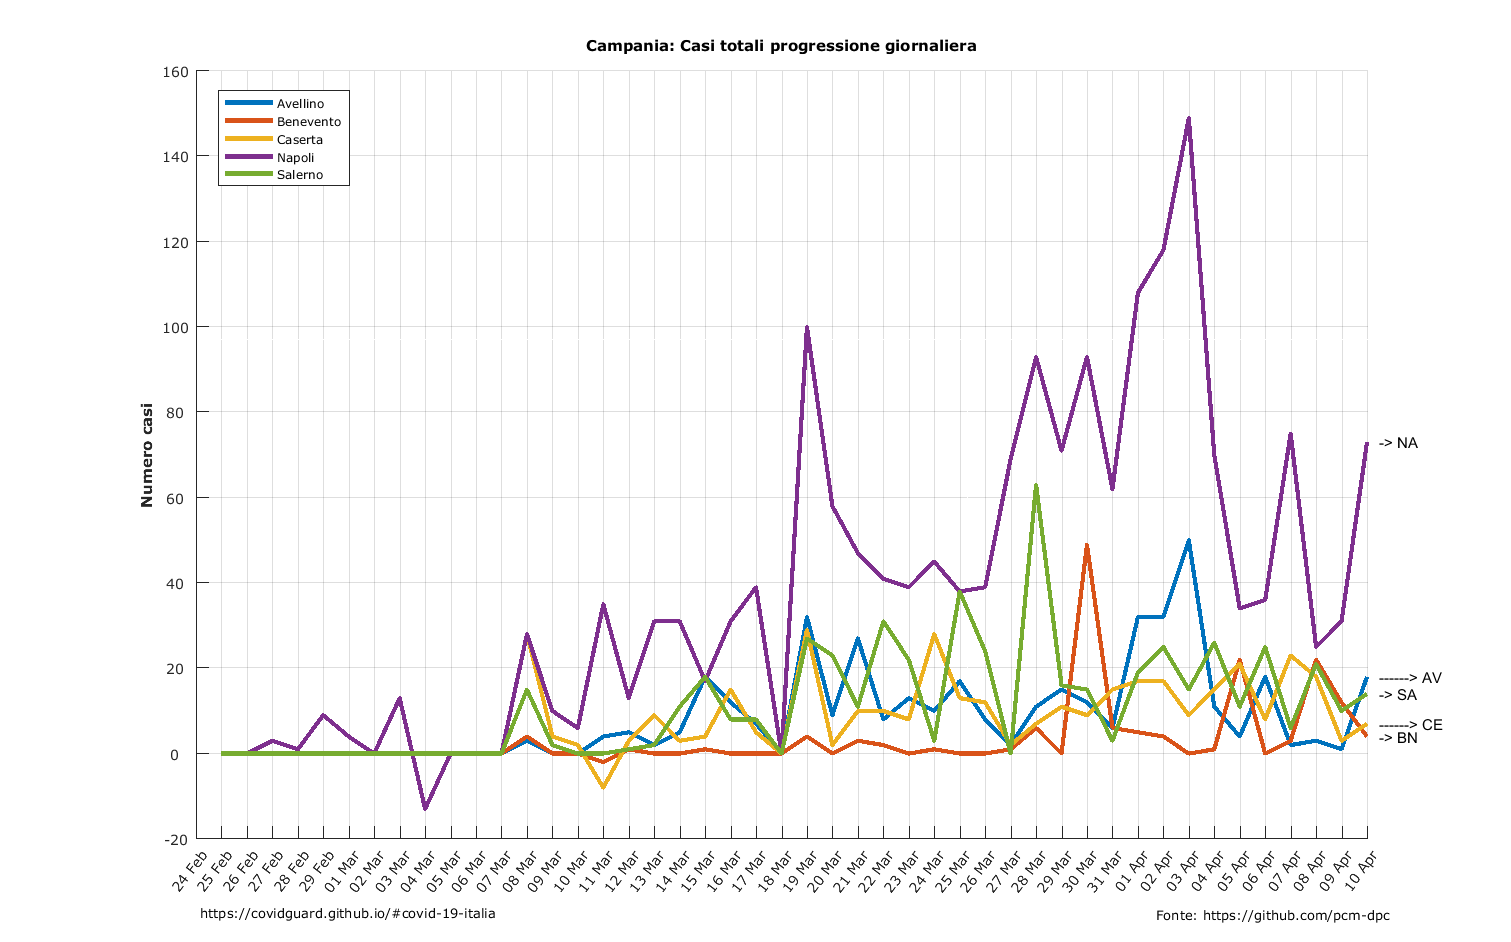 Campania: Casi totali progressione giornaliera
160
140
120
100
80
60
40
20
0
-20
Numero casi
Avellino
Benevento
Caserta
Napoli
Salerno
-> NA
------> AV
-> SA
------> CE
-> BN
24 Feb
25 Feb
26 Feb
27 Feb
28 Feb
29 Feb
01 Mar
02 Mar
03 Mar
04 Mar
05 Mar
06 Mar
07 Mar
08 Mar
09 Mar
10 Mar
11 Mar
12 Mar
13 Mar
14 Mar
15 Mar
16 Mar
17 Mar
18 Mar
19 Mar
20 Mar
21 Mar
22 Mar
23 Mar
24 Mar
25 Mar
26 Mar
27 Mar
28 Mar
29 Mar
30 Mar
31 Mar
01 Apr
02 Apr
03 Apr
04 Apr
05 Apr
06 Apr
07 Apr
08 Apr
09 Apr
10 Apr
https://covidguard.github.io/#covid-19-italia
Fonte: https://github.com/pcm-dpc